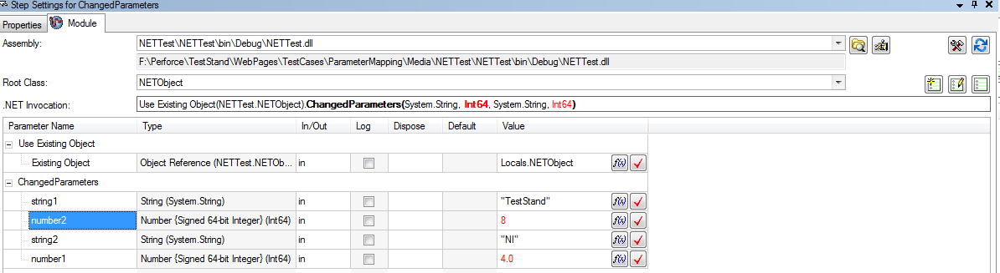 Step Settings for ChangedParameters
Properties Module
Assembly: NETTest\NETTest\bin\Debug\NETTest.dll
F:\Perforce\TestStand\WebPages\TestCases\ParameterMapping\Media\NETTest\NETTest\bin\Debug\NETTest.dll
Root Class: NETObject
.NET Invocation: Use Existing Object(NETTest.NETObject).ChangedParameters(System.String, Int64, System.String, Int64)
Parameter Name Type In/Out Log Dispose Default Value
Use Existing Object
Existing Object Object Reference (NETTest.NETOb... in Locals.NETObject f(x)
ChangedParameters
string1 String (System.String) in "TestStand" f(x)
number2 Number {Signed 64-bit Integer} (Int64) in 8 f(x)
string2 String (System.String) in "NI" f(x)
number1 Number {Signed 64-bit Integer} (Int64) in 4.0 f(x)